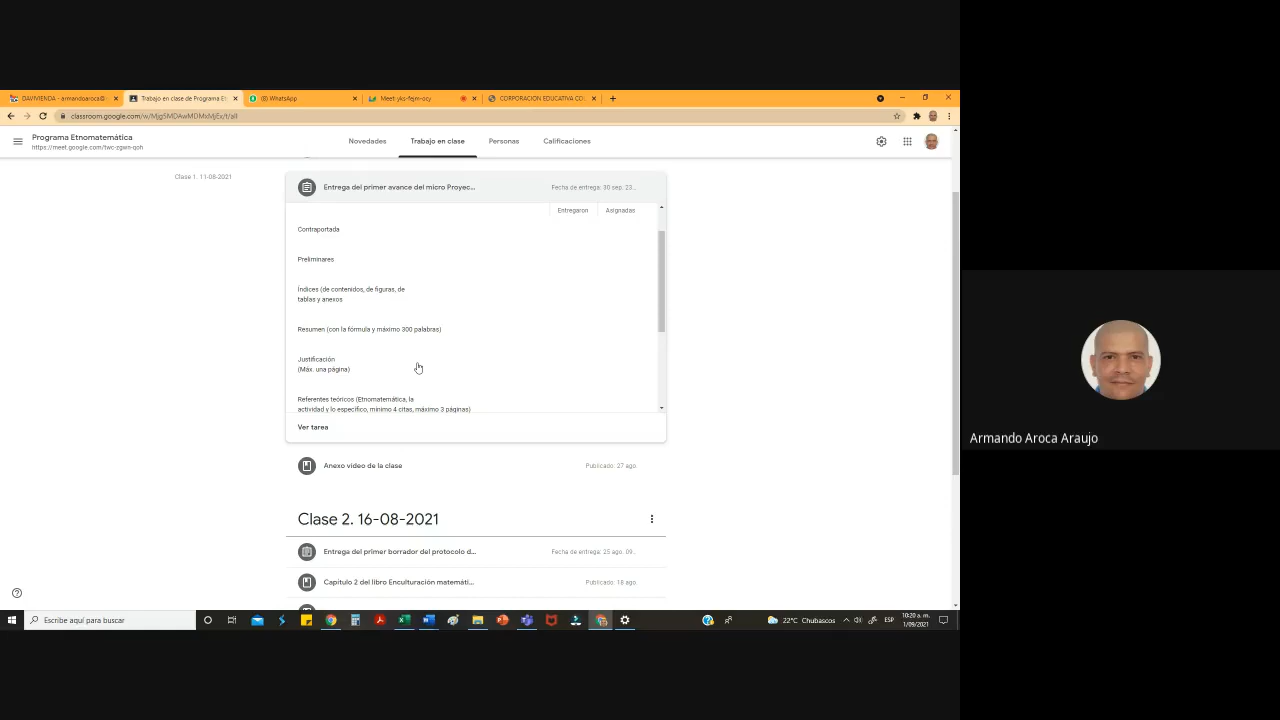 DAVIVIENDA - armandoaroca@
Trabajo en clase de Programa Et
WhatsApp
Meet: yks-fejm-ocy
CORPORACION EDUCATIVA CO
classroom.google.com/w/Mjg5MDAwMDMxMjEx/t/all
Programa Etnomatemática
https://meet.google.com/twc-zgwn-qoh
Novedades
Trabajo en clase
Personas
Calificaciones
Clase 1. 11-08-2021
Entrega del primer avance del micro Proyec...
Fecha de entrega: 30 sep. 23...
Entregaron
Asignadas
Contraportada
Preliminares
Índices (de contenidos, de figuras, de
tablas y anexos
Resumen (con la fórmula y máximo 300 palabras)
Justificación
(Máx. una página)
Referentes teóricos (Etnomatemática, la
actividad y lo específico, mínimo 4 citas, máximo 3 páginas)
Ver tarea
Anexo video de la clase
Publicado: 27 ago
Clase 2. 16-08-2021
Entrega del primer borrador del protocolo d...
Fecha de entrega: 25 ago. 09...
Capítulo 2 del libro Enculturación matemáti...
Publicado: 18 ago
Armando Aroca Araujo
Escribe aquí para buscar
22°C Chubascos
ESP
10:20 a. m.
1/09/2021